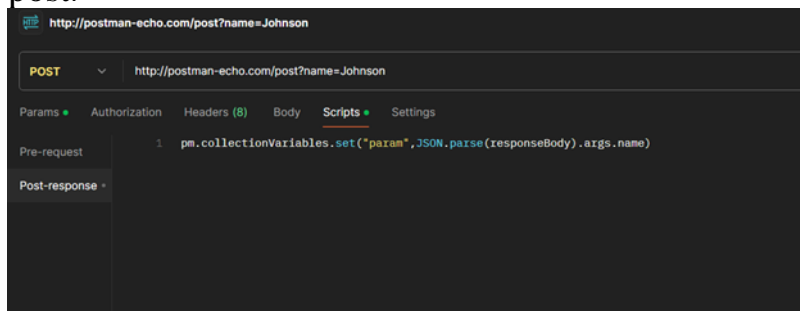 post.
HTTP http://postman-echo.com/post?name=Johnson
POST http://postman-echo.com/post?name=Johnson
Params Authorization Headers (8) Body Scripts Settings
Pre-request 1 pm.collectionVariables.set("param",JSON.parse(responseBody).args.name)
Post-response